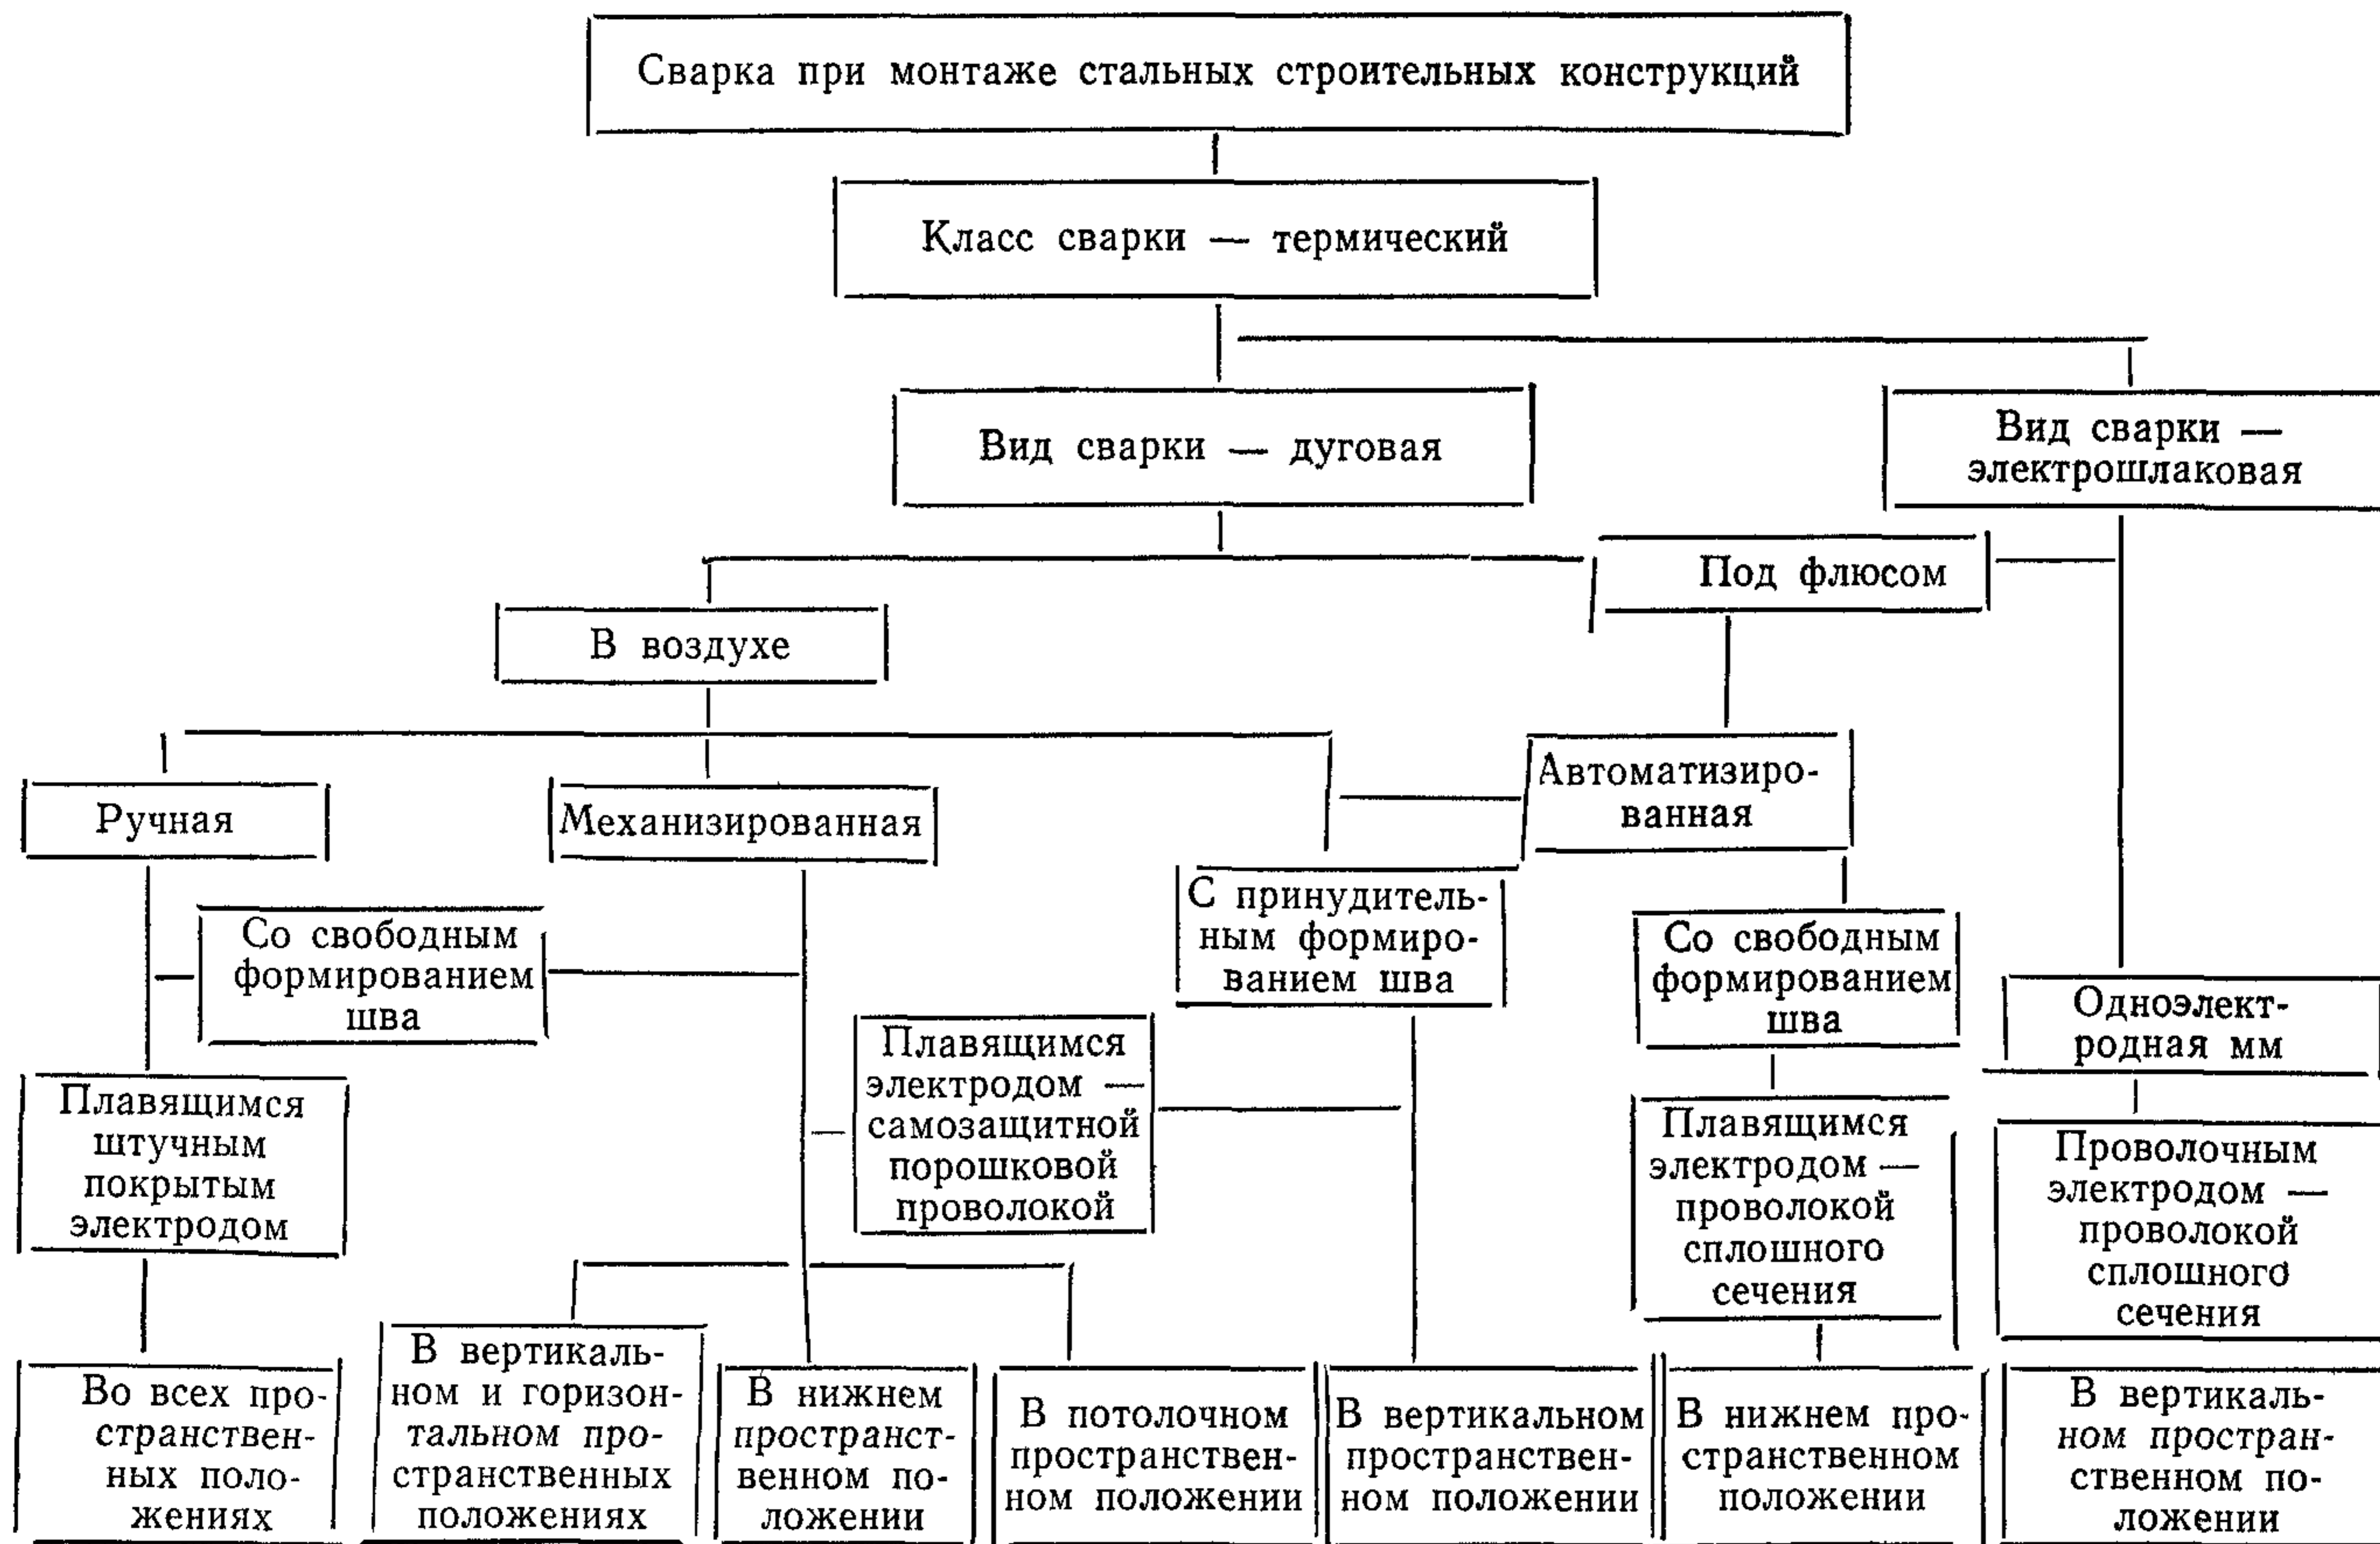 Сварка при монтаже стальных строительных конструкций
Класс сварки — термический
Вид сварки — дуговая
Вид сварки —
электрошлаковая
Под флюсом
В воздухе
Ручная
Механизированная
Автоматизиро-
ванная
Со свободным
формированием
шва
С принудитель-
ным формиро-
ванием шва
Со свободным
формированием
шва
Одноэлект-
родная мм
Плавящимся
штучным
покрытым
электродом
Плавящимся
электродом —
самозащитной
порошковой
проволокой
Плавящимся
электродом —
проволокой
сплошного
сечения
Проволочным
электродом —
проволокой
сплошного
сечения
Во всех про-
странствен-
ных поло-
жениях
В вертикаль-
ном и горизон-
тальном про-
странственных
положениях
В нижнем
пространст-
венном по-
ложении
В потолочном
пространствен-
ном положении
В вертикальном
пространствен-
ном положении
В нижнем про-
странственном
положении
В вертикаль-
ном простран-
ственном по-
ложении